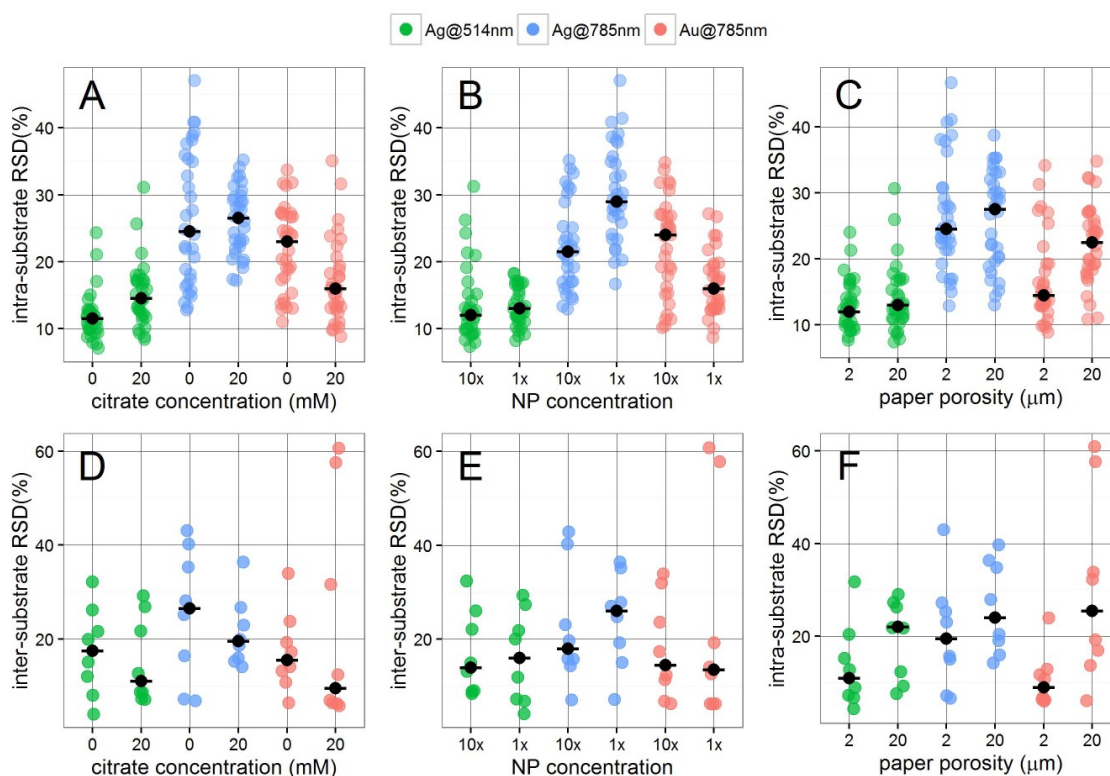 Ag@514nm Ag@785nm Au@785nm
A
intra-substrate RSD(%)
40
30
20
10
0 20 0 20 0 20
citrate concentration (mM)
B
intra-substrate RSD(%)
40
30
20
10
10x 1x 10x 1x 10x 1x
NP concentration
C
intra-substrate RSD(%)
40
30
20
10
2 20 2 20 2 20
paper porosity (μm)
D
inter-substrate RSD(%)
60
40
20
0 20 0 20 0 20
citrate concentration (mM)
E
inter-substrate RSD(%)
60
40
20
10x 1x 10x 1x 10x 1x
NP concentration
F
intra-substrate RSD(%)
60
40
20
2 20 2 20 2 20
paper porosity (μm)